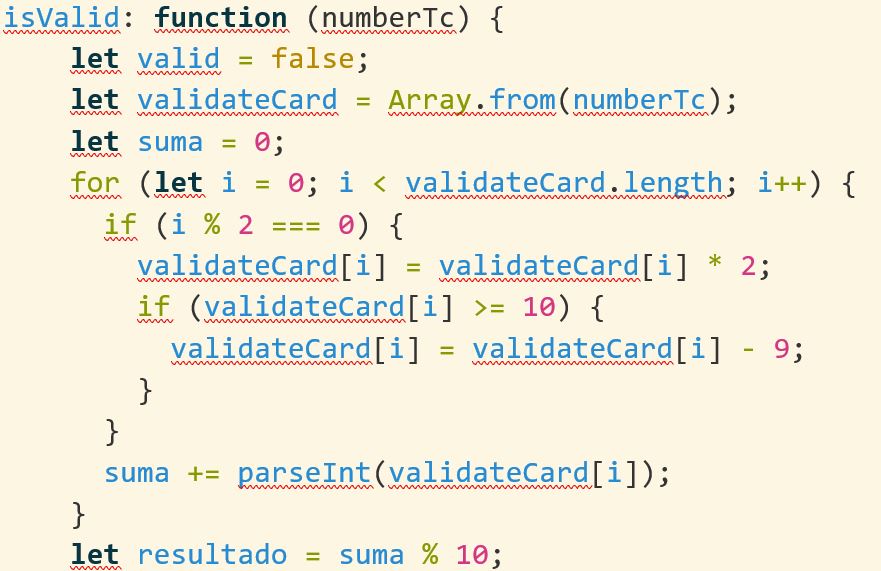 isValid: function (numberTc) {
let valid = false;
let validateCard = Array.from(numberTc);
let suma = 0;
for (let i = 0; i < validateCard.length; i++) {
if (i % 2 === 0) {
validateCard[i] = validateCard[i] * 2;
if (validateCard[i] >= 10) {
validateCard[i] = validateCard[i] - 9;
}
}
suma += parseInt(validateCard[i]);
}
let resultado = suma % 10;